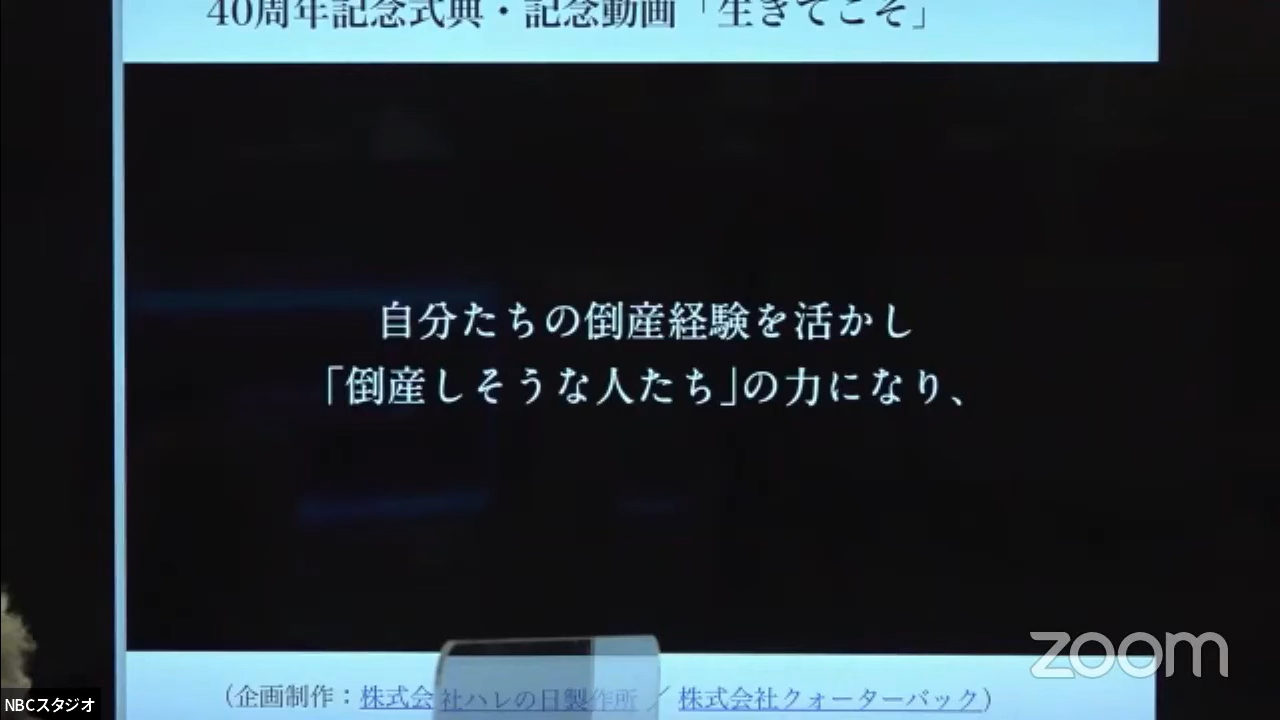 40周年記念式典・記念動画「生きてこそ」
自分たちの倒産経験を活かし
「倒産しそうな人たち」の力になり、
(企画制作：株式会社ハレの日製作所 / 株式会社クォーターバック)
zoom
NBCスタジオ